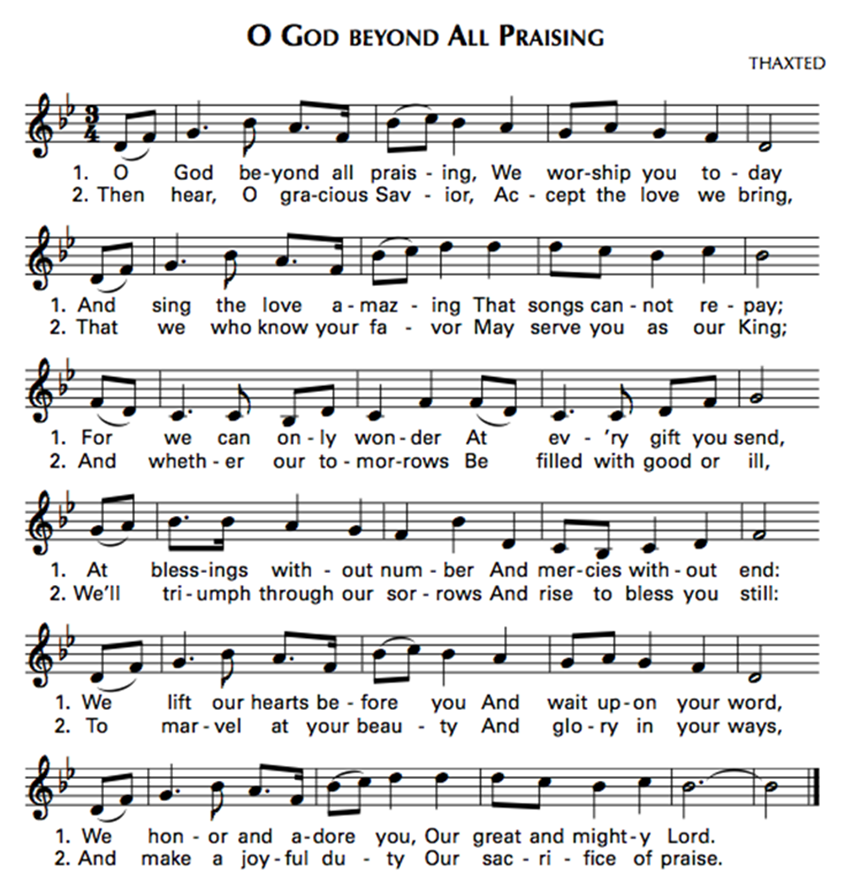 O God beyond All Praising
THAXTED
3
4
1. O God be-yond all prais - ing, We wor-ship you to - day
2. Then hear, O gra-cious Sav - ior, Ac - cept the love we bring,
1. And sing the love a-maz - ing That songs can - not re - pay;
2. That we who know your fa - vor May serve you as our King;
1. For we can on - ly won - der At ev - 'ry gift you send,
2. And wheth - er our to - mor-rows Be filled with good or ill,
1. At bless-ings with - out num - ber And mer-cies with - out end:
2. We'll tri - umph through our sor - rows And rise to bless you still:
1. We lift our hearts be - fore you And wait up-on your word,
2. To mar - vel at your beau - ty And glo - ry in your ways,
1. We hon - or and a-dore you, Our great and might-y Lord.
2. And make a joy-ful du - ty Our sac - ri - fice of praise.